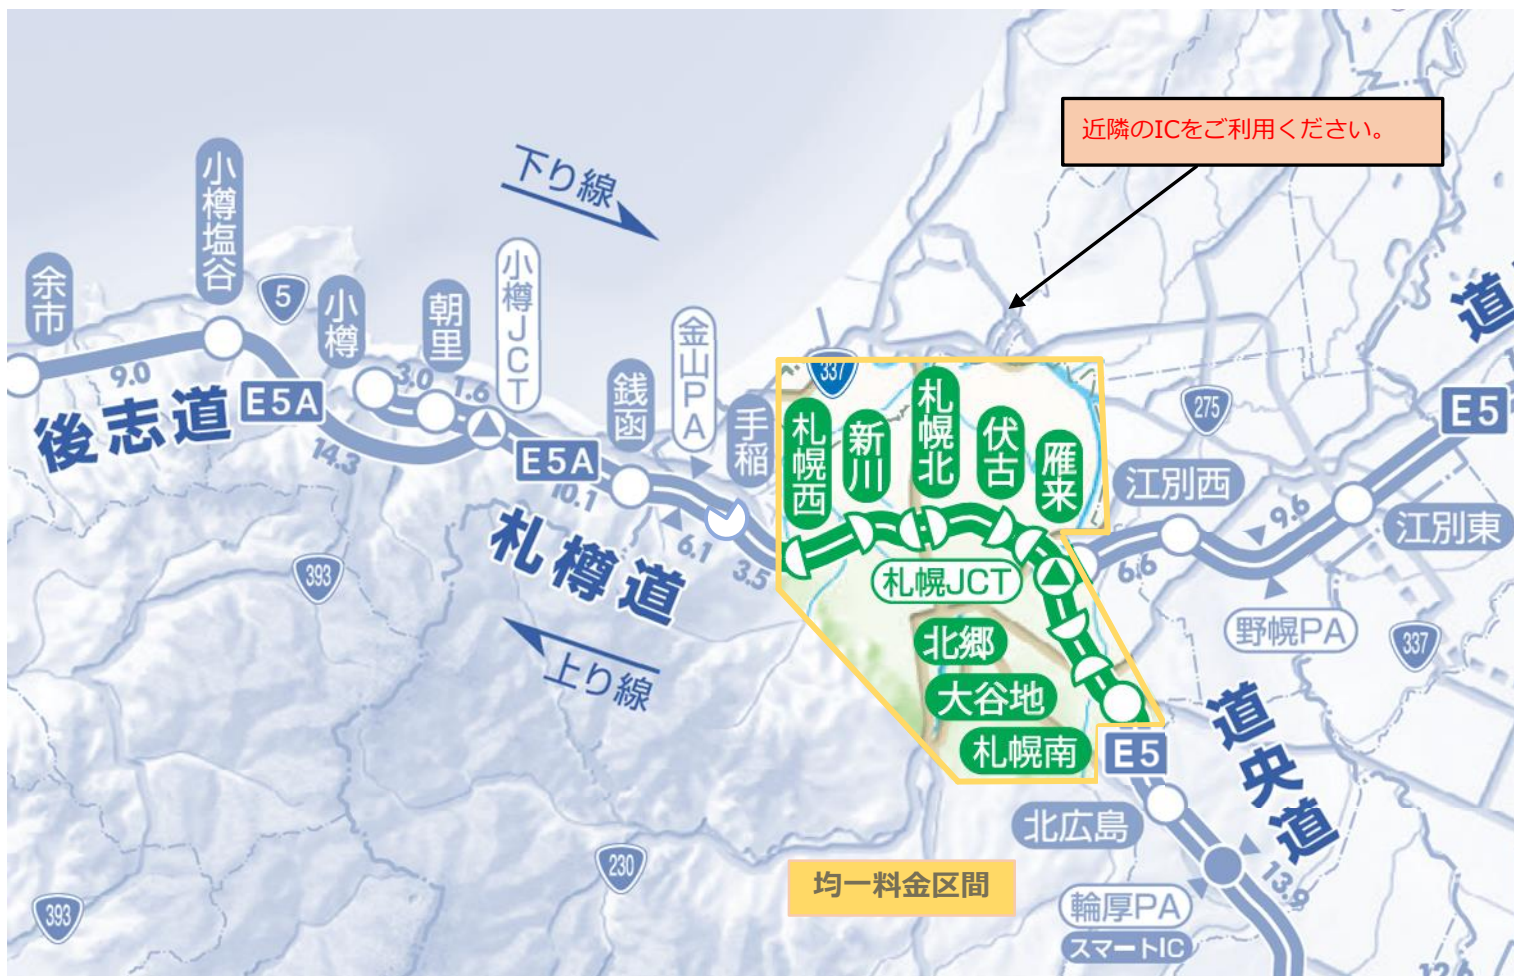 近隣のICをご利用ください。
下り線
小樽塩谷
余市
5
小樽
朝里
小樽JCT
銭函
金山PA
手稲
9.0
3.0
1.6
後志道
E5A
14.3
E5A
10.1
札樽道
6.1
3.5
393
上り線
337
札幌西
新川
札幌北
伏古
雁来
札幌JCT
北郷
大谷地
札幌南
275
E5
江別西
江別東
9.6
6.6
野幌PA
337
E5
道央道
北広島
輪厚PA
スマートIC
13.9
均一料金区間
230
393